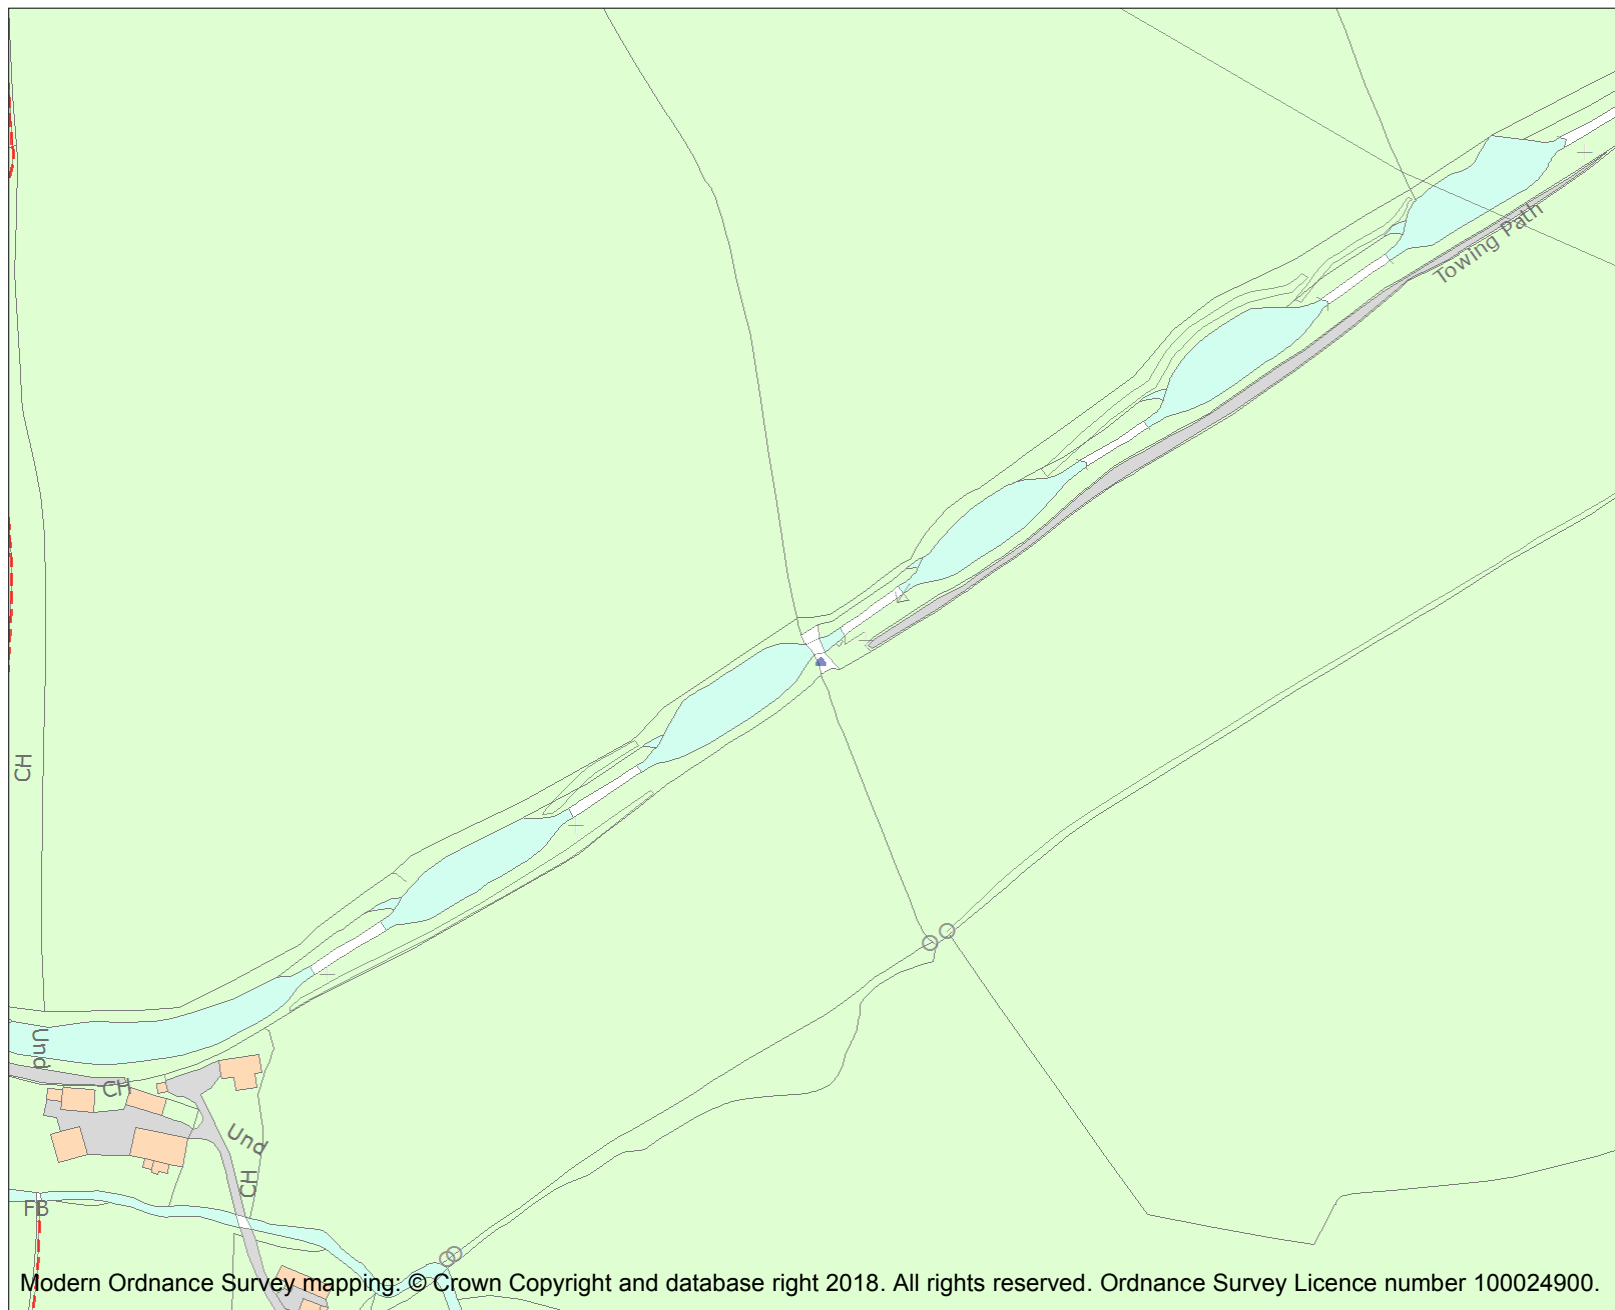 Towing Path
CH
Und
CH
Und
CH
FB
Modern Ordnance Survey mapping: © Crown Copyright and database right 2018. All rights reserved. Ordnance Survey Licence number 100024900.